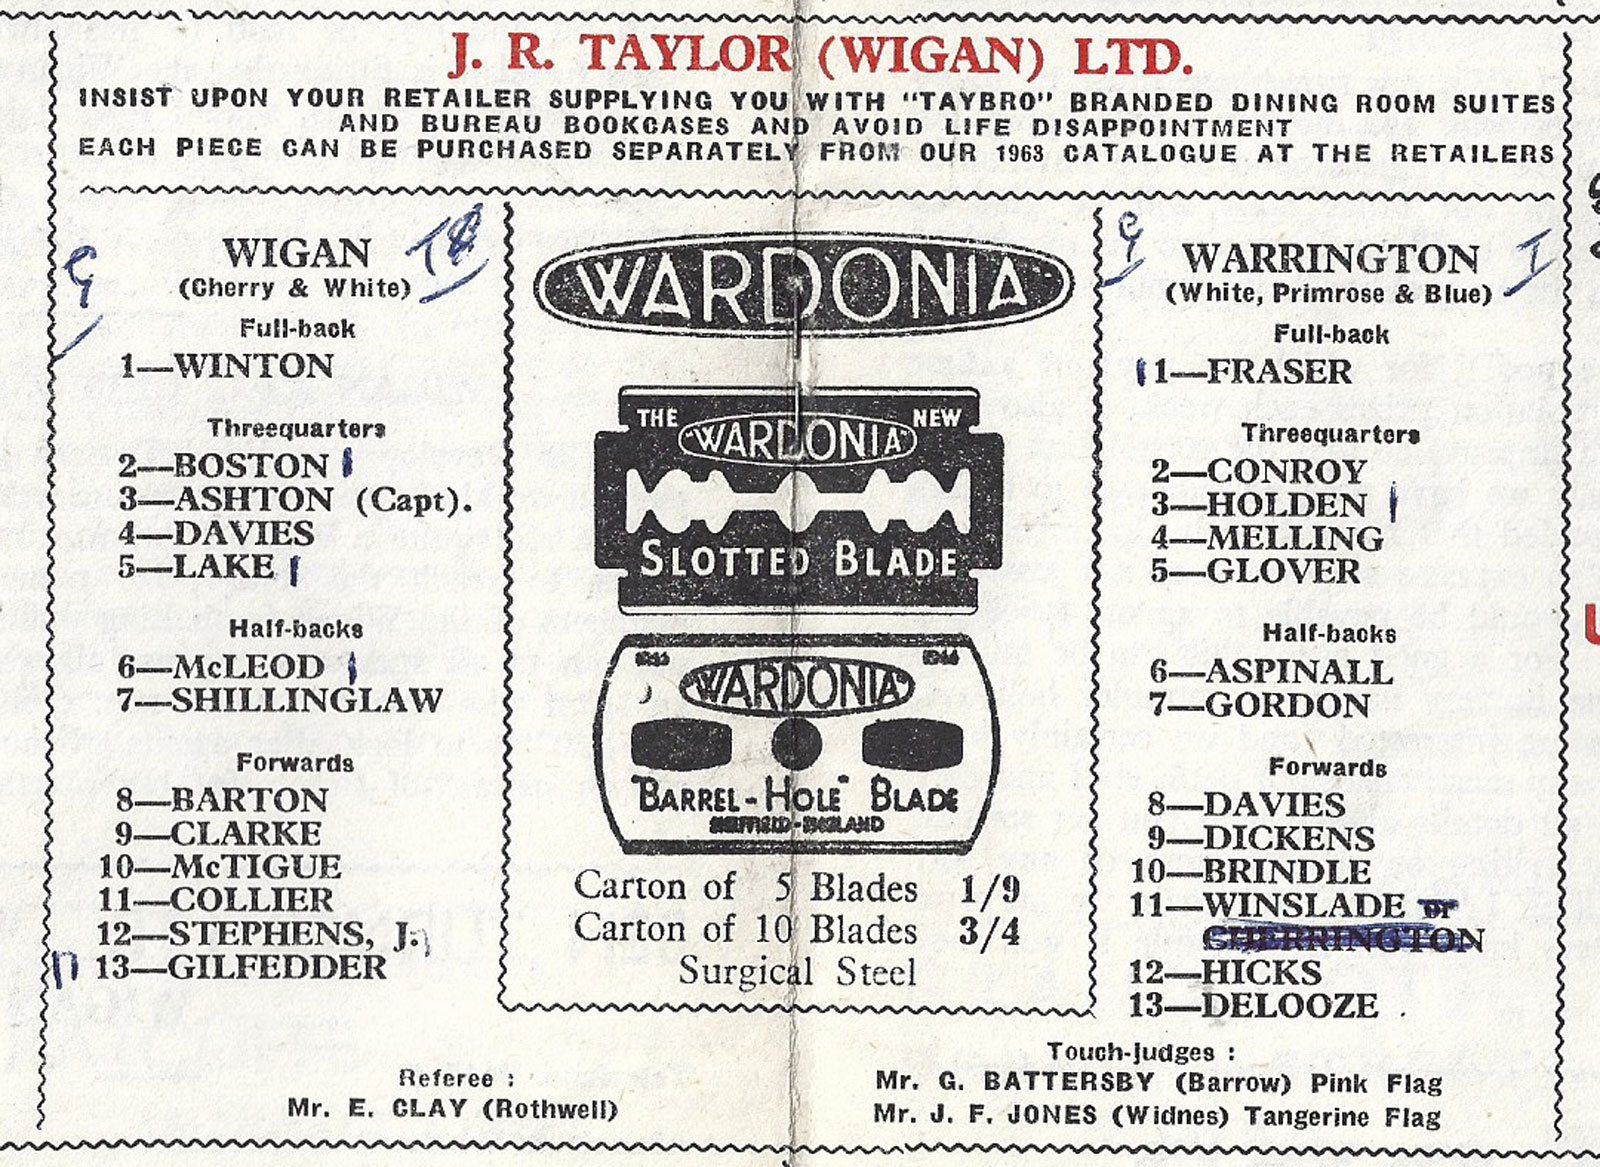 J. R. TAYLOR (WIGAN) LTD.
INSIST UPON YOUR RETAILER SUPPLYING YOU WITH "TAYBRO" BRANDED DINING ROOM SUITES
AND BUREAU BOOKCASES AND AVOID LIFE DISAPPOINTMENT
EACH PIECE CAN BE PURCHASED SEPARATELY FROM OUR 1963 CATALOGUE AT THE RETAILERS
G
T
WIGAN
(Cherry & White)
Full-back
1—WINTON
Threequarters
2—BOSTON
3—ASHTON (Capt).
4—DAVIES
5—LAKE
Half-backs
6—McLEOD
7—SHILLINGLAW
Forwards
8—BARTON
9—CLARKE
10—McTIGUE
11—COLLIER
12—STEPHENS, J.
13—GILFEDDER
Referee :
Mr. E. CLAY (Rothwell)
WARDONIA
THE NEW
"WARDONIA"
SLOTTED BLADE
"WARDONIA"
"BARREL-HOLE" BLADE
SHEFFIELD-ENGLAND
Carton of 5 Blades 1/9
Carton of 10 Blades 3/4
Surgical Steel
G
T
WARRINGTON
(White, Primrose & Blue)
Full-back
1—FRASER
Threequarters
2—CONROY
3—HOLDEN
4—MELLING
5—GLOVER
Half-backs
6—ASPINALL
7—GORDON
Forwards
8—DAVIES
9—DICKENS
10—BRINDLE
11—WINSLADE or
CHERRINGTON
12—HICKS
13—DELOOZE
Touch-judges :
Mr. G. BATTERSBY (Barrow) Pink Flag
Mr. J. F. JONES (Widnes) Tangerine Flag